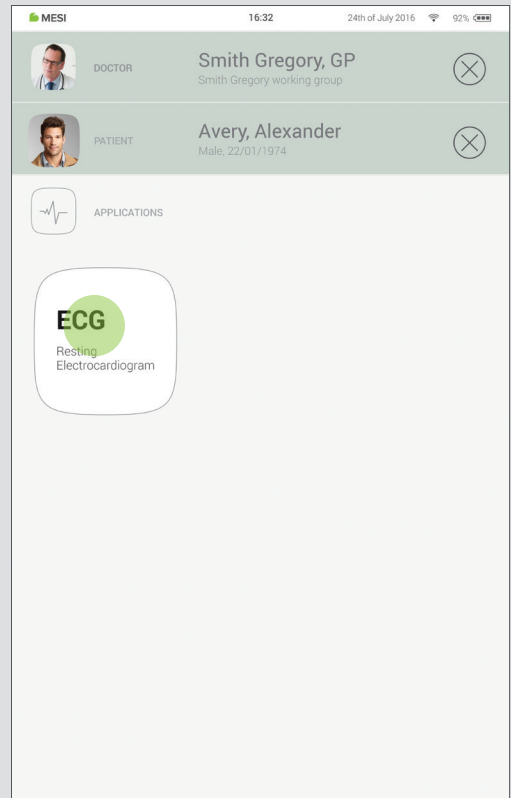 MESI 16:32 24th of July 2016 92%
DOCTOR
Smith Gregory, GP
Smith Gregory working group
PATIENT
Avery, Alexander
Male, 22/01/1974
APPLICATIONS
ECG
Resting
Electrocardiogram